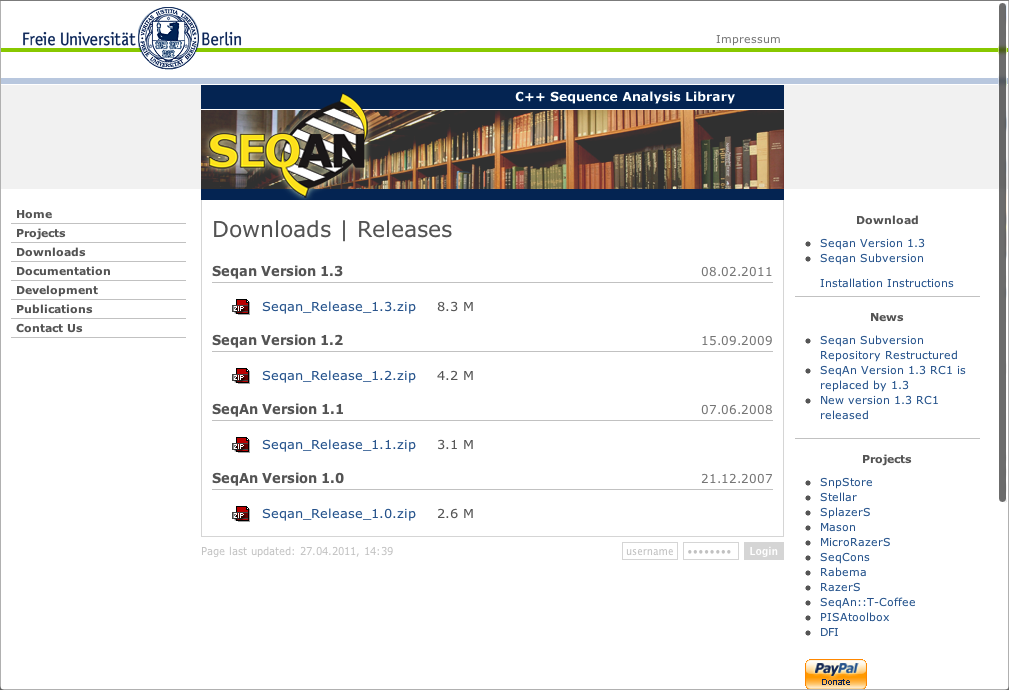 Freie Universität Berlin
Impressum
C++ Sequence Analysis Library
SEQAN
Home
Projects
Downloads
Documentation
Development
Publications
Contact Us
Downloads | Releases
Seqan Version 1.3 08.02.2011
ZIP Seqan_Release_1.3.zip 8.3 M
Seqan Version 1.2 15.09.2009
ZIP Seqan_Release_1.2.zip 4.2 M
SeqAn Version 1.1 07.06.2008
ZIP Seqan_Release_1.1.zip 3.1 M
SeqAn Version 1.0 21.12.2007
ZIP Seqan_Release_1.0.zip 2.6 M
Page last updated: 27.04.2011, 14:39
username •••••••• Login
Download
Seqan Version 1.3
Seqan Subversion
Installation Instructions
News
Seqan Subversion
Repository Restructured
SeqAn Version 1.3 RC1 is
replaced by 1.3
New version 1.3 RC1
released
Projects
SnpStore
Stellar
SplazerS
Mason
MicroRazerS
SeqCons
Rabema
RazerS
SeqAn::T-Coffee
PISAtoolbox
DFI
PayPal
Donate